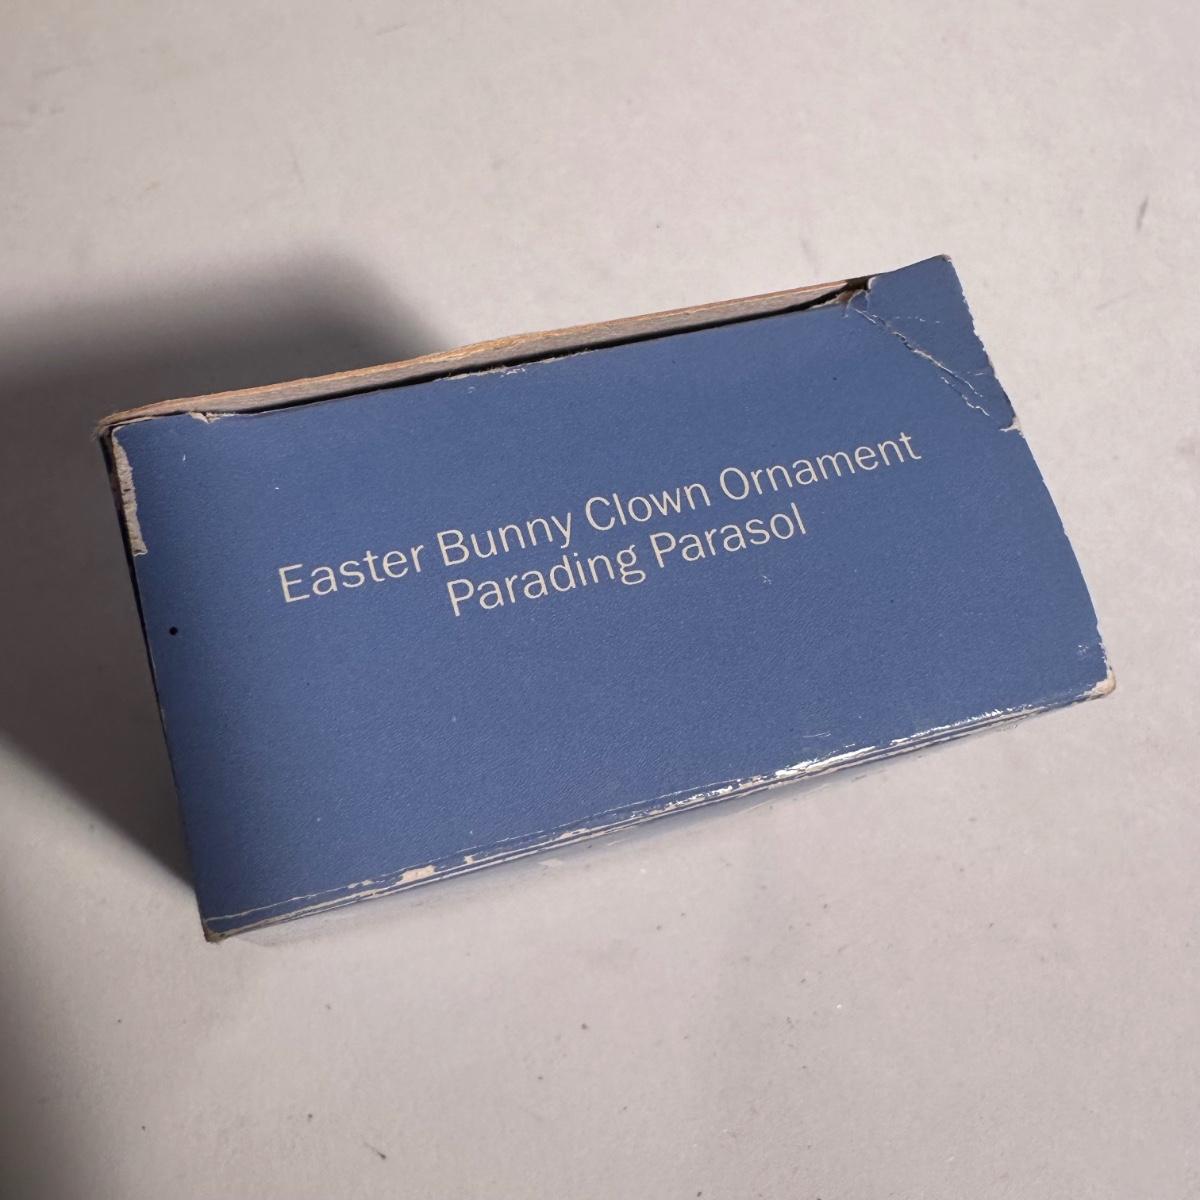 Easter Bunny Clown Ornament
Parading Parasol